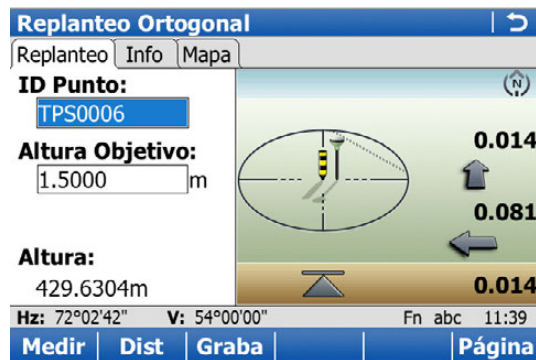 Replanteo Ortogonal
Replanteo Info Mapa
ID Punto:
TPS0006
Altura Objetivo:
1.5000 m
Altura:
429.6304m
N
0.014
0.081
0.014
Hz: 72°02'42" V: 54°00'00" Fn abc 11:39
Medir Dist Graba Página